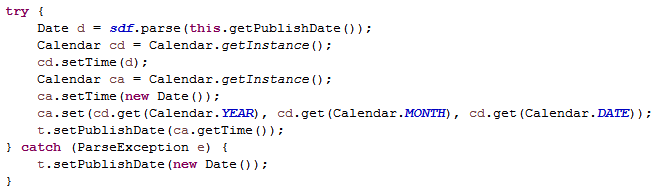 try {
    Date d = sdf.parse(this.getPublishDate());
    Calendar cd = Calendar.getInstance();
    cd.setTime(d);
    Calendar ca = Calendar.getInstance();
    ca.setTime(new Date());
    ca.set(cd.get(Calendar.YEAR), cd.get(Calendar.MONTH), cd.get(Calendar.DATE));
    t.setPublishDate(ca.getTime());
} catch (ParseException e) {
    t.setPublishDate(new Date());
}